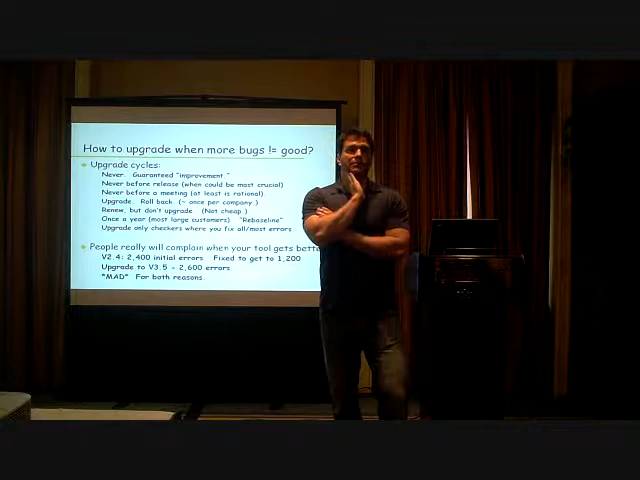 How to upgrade when more bugs != good?
Upgrade cycles:
Never. Guaranteed "improvement."
Never before release (when could be most crucial)
Never before a meeting (at least is rational)
Upgrade. Roll back. (~ once per company.)
Renew, but don't upgrade (Not cheap.)
Once a year (most large customers) "Rebaseline"
Upgrade only checkers where you fix all/most errors
People really will complain when your tool gets bette
V2.4: 2,400 initial errors. Fixed to get to 1,200
Upgrade to V3.5 = 2,600 errors
*MAD* For both reasons.